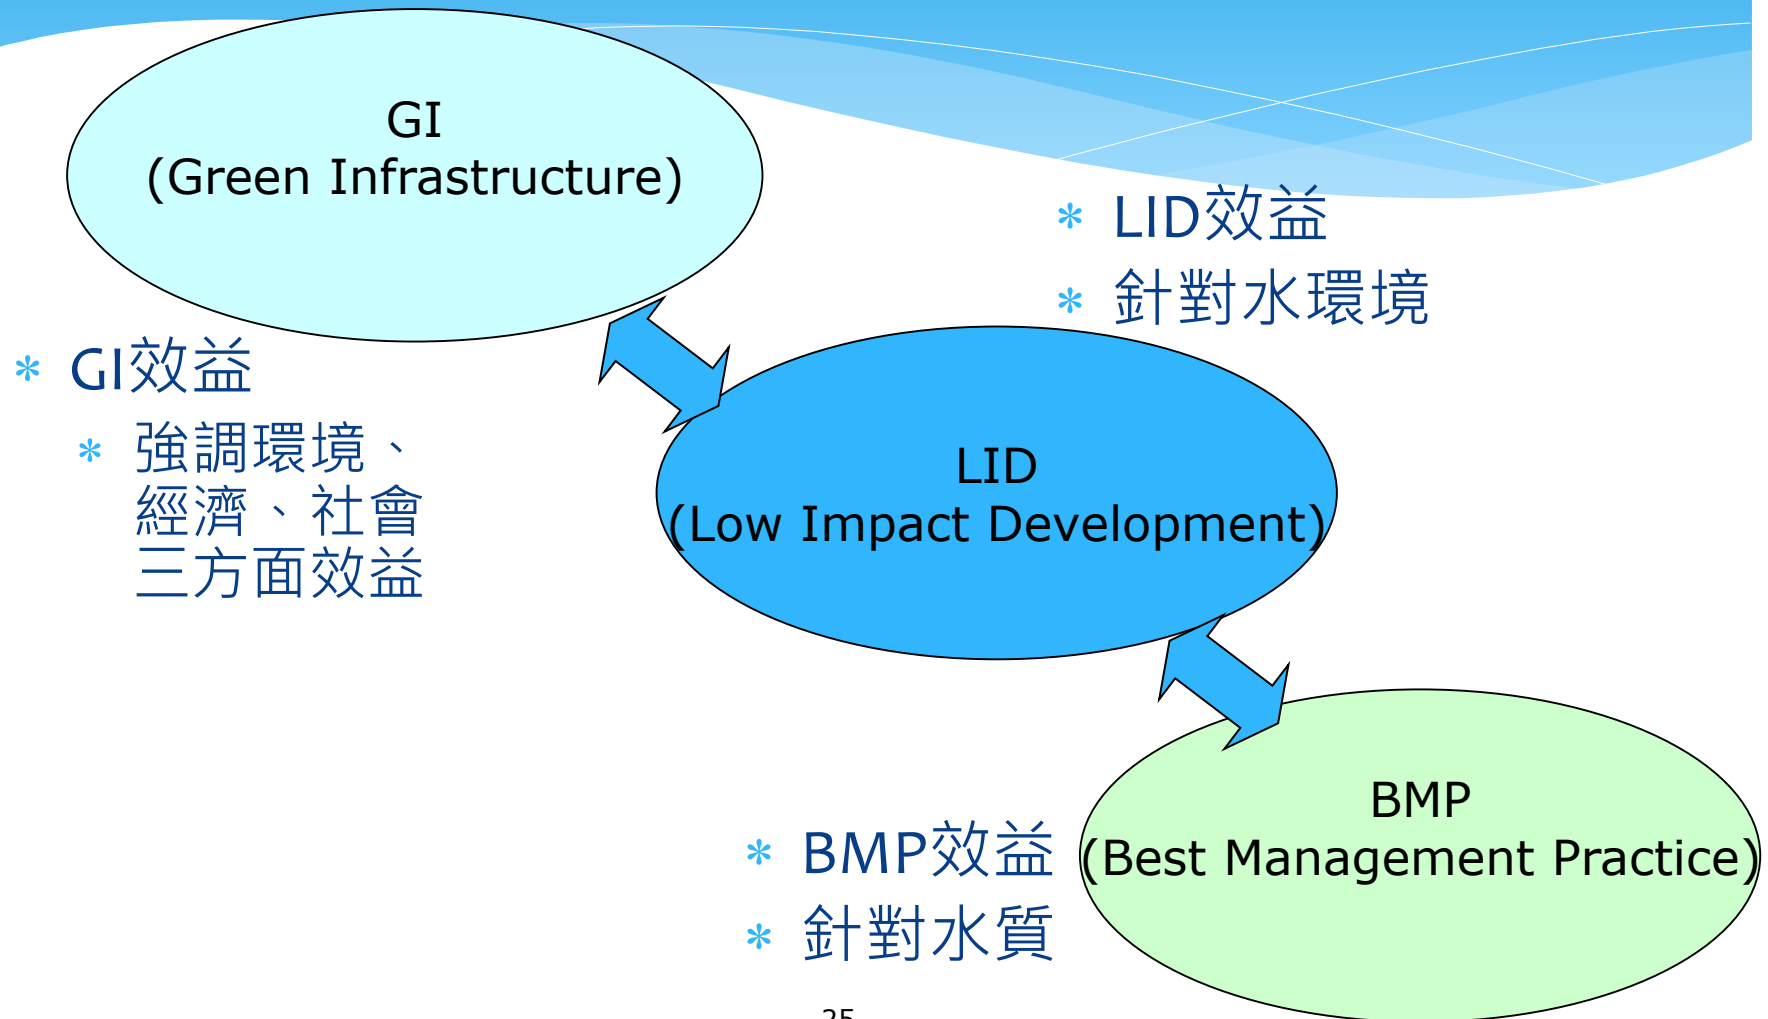 GI
(Green Infrastructure)
* LID效益
* 針對水環境
* GI效益
* 強調環境、
經濟、社會
三方面效益
LID
(Low Impact Development)
BMP
(Best Management Practice)
* BMP效益
* 針對水質
25